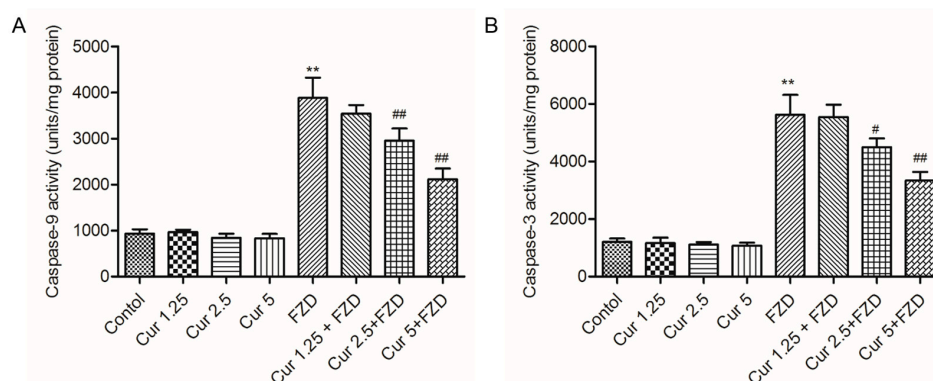 A
Caspase-9 activity (units/mg protein)
5000
4000
3000
2000
1000
0
**
##
##
Contol
Cur 1.25
Cur 2.5
Cur 5
FZD
Cur 1.25 + FZD
Cur 2.5+FZD
Cur 5+FZD
B
Caspase-3 activity (units/mg protein)
8000
6000
4000
2000
0
**
#
##
Contol
Cur 1.25
Cur 2.5
Cur 5
FZD
Cur 1.25 + FZD
Cur 2.5+FZD
Cur 5+FZD